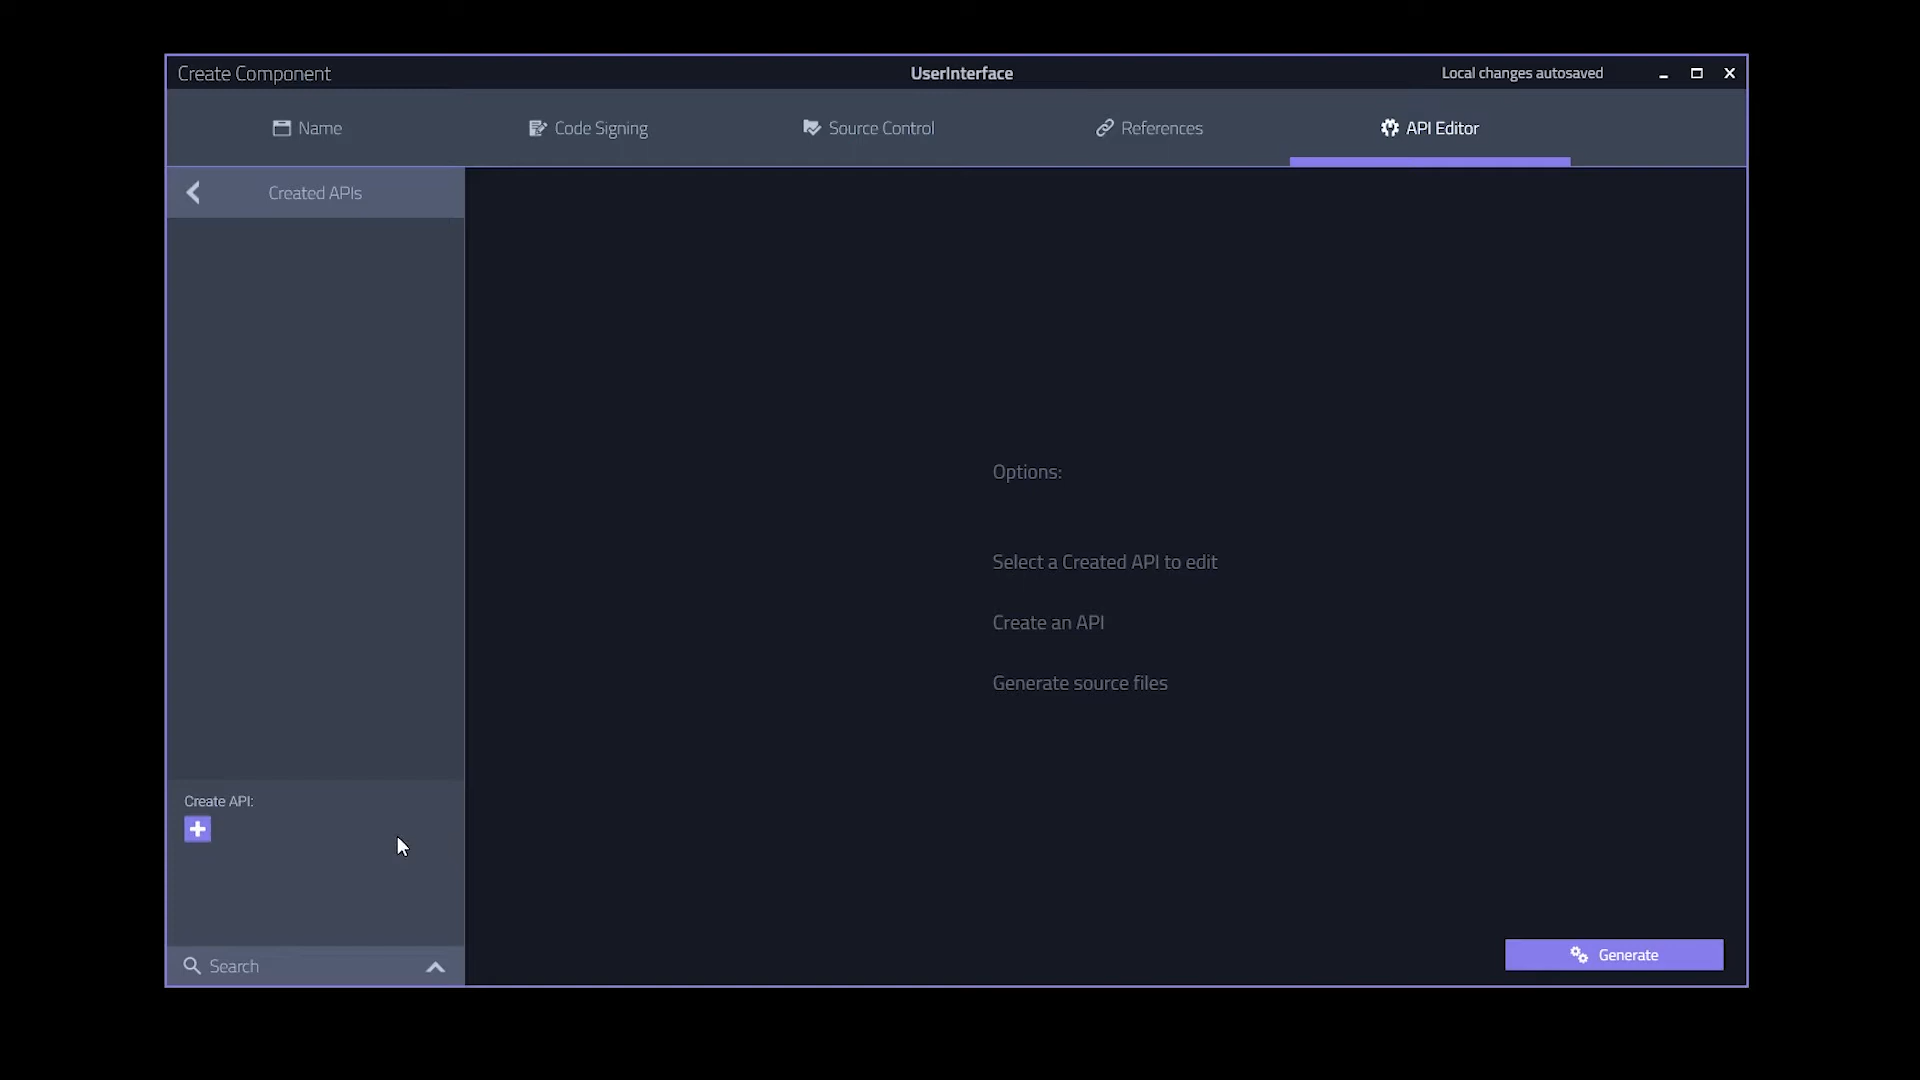 Create Component
UserInterface
Local changes autosaved
Name
Code Signing
Source Control
References
API Editor
Created APIs
Options:
Select a Created API to edit
Create an API
Generate source files
Create API:
Generate
Search